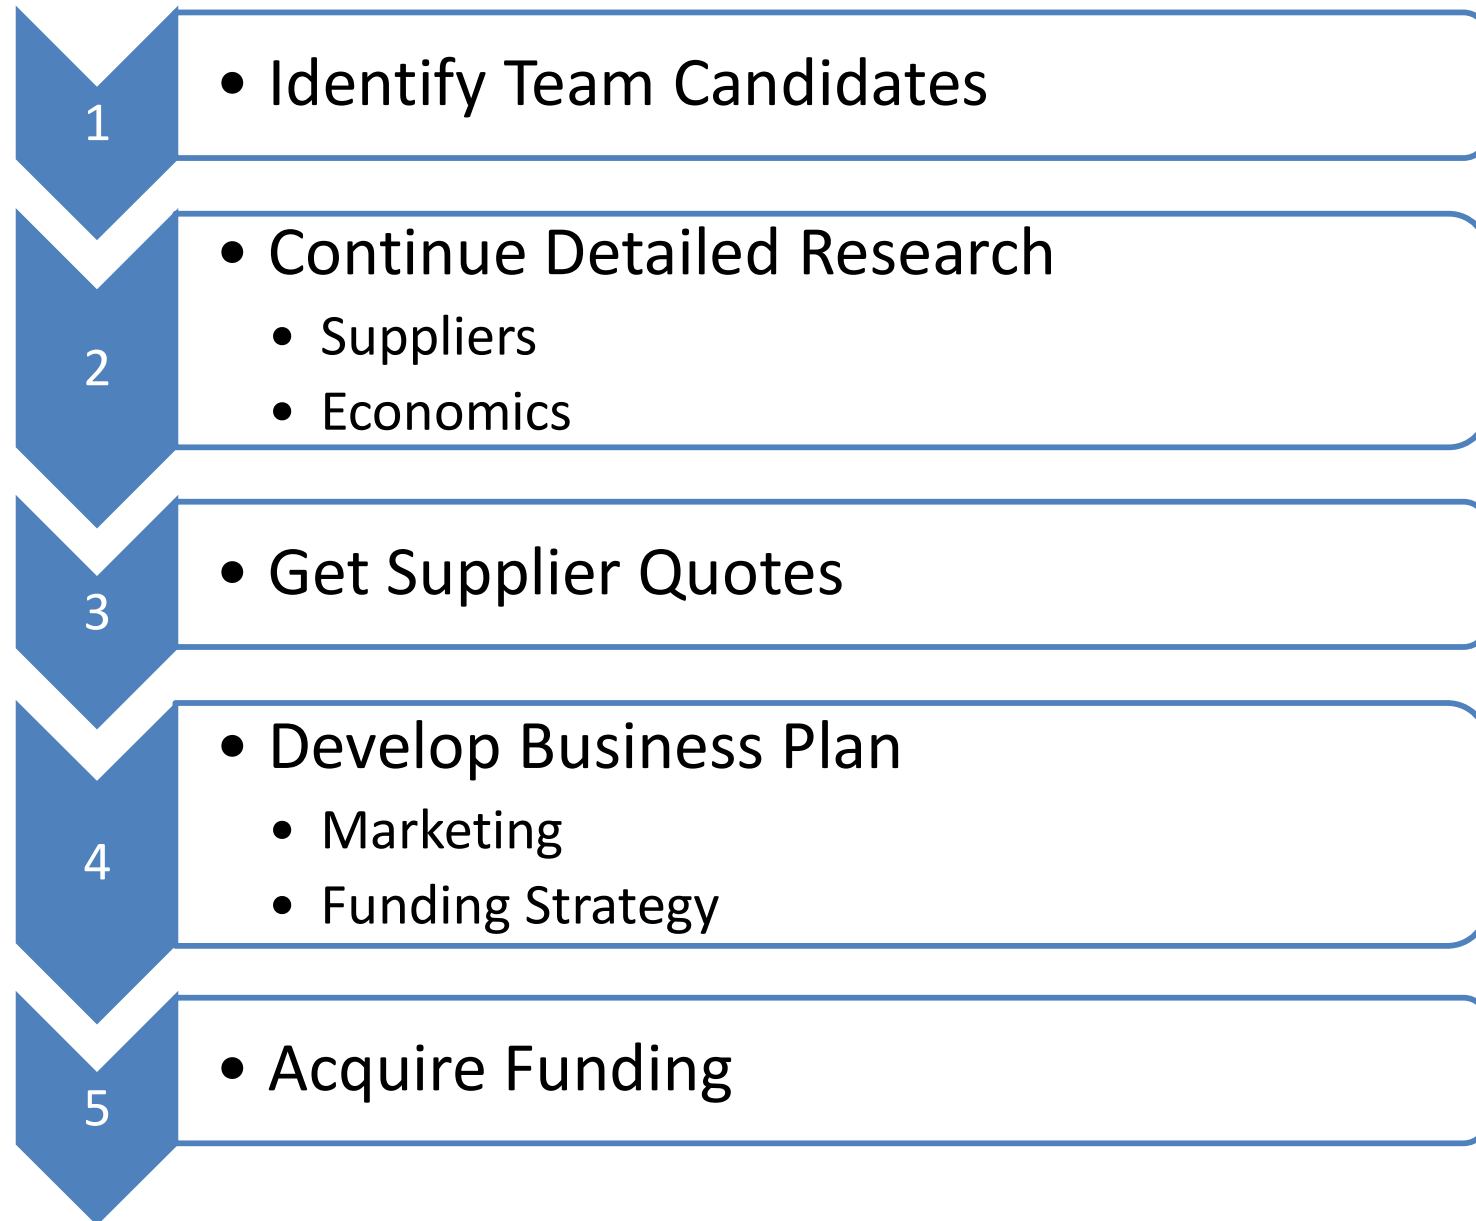 1
• Identify Team Candidates
2
• Continue Detailed Research
• Suppliers
• Economics
3
• Get Supplier Quotes
4
• Develop Business Plan
• Marketing
• Funding Strategy
5
• Acquire Funding